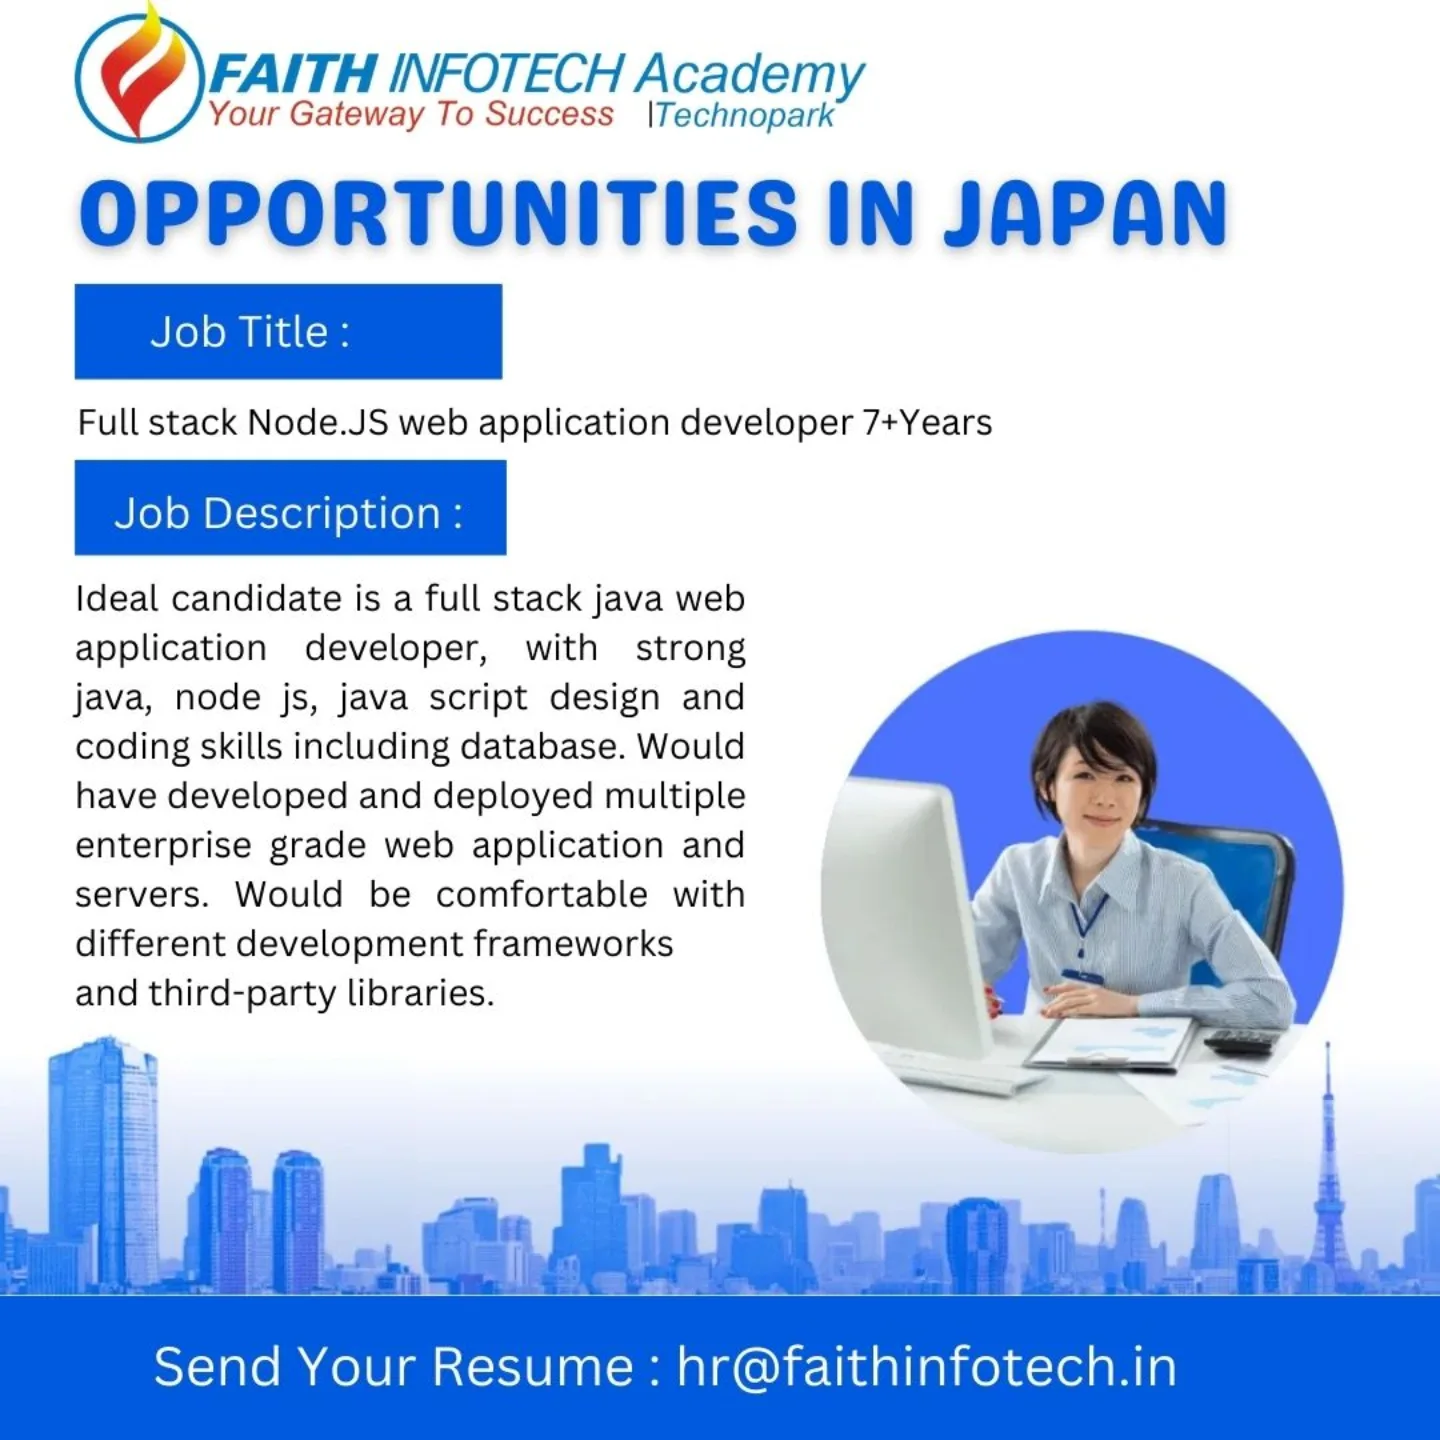 FAITH INFOTECH Academy
Your Gateway To Success |Technopark
OPPORTUNITIES IN JAPAN
Job Title :
Full stack Node.JS web application developer 7+Years
Job Description :
Ideal candidate is a full stack java web
application developer, with strong
java, node js, java script design and
coding skills including database. Would
have developed and deployed multiple
enterprise grade web application and
servers. Would be comfortable with
different development frameworks
and third-party libraries.
Send Your Resume : hr@faithinfotech.in